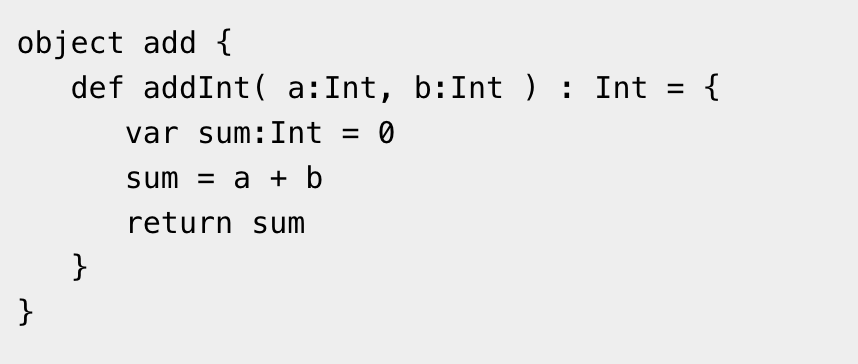 object add {
   def addInt( a:Int, b:Int ) : Int = {
      var sum:Int = 0
      sum = a + b
      return sum
   }
}